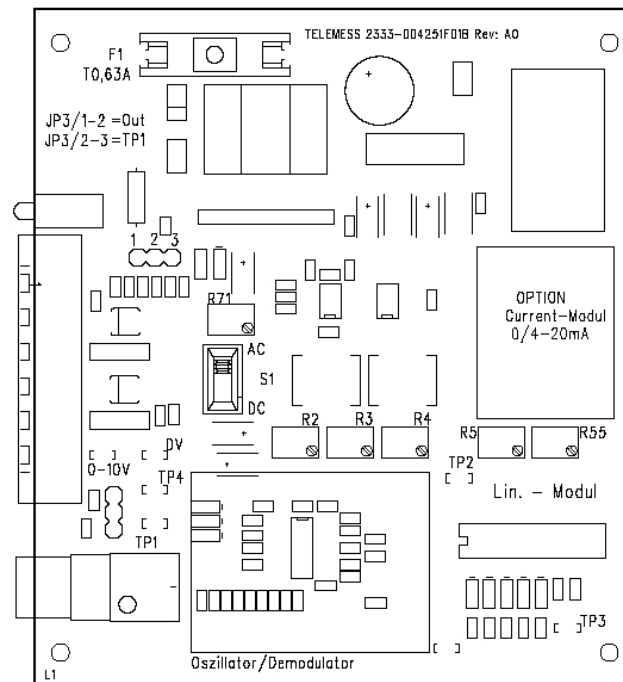 TELEMESS 2333-004251F01B Rev: A0
F1
T0,63A
JP3/1-2 =Out
JP3/2-3 =TP1
1 2 3
R71
OPTION
Current-Modul
0/4-20mA
AC
S1
DC
R2 R3 R4 R5 R55
0V
0-10V
TP4
TP2
Lin. - Modul
TP1
TP3
Oszillator/Demodulator
L1